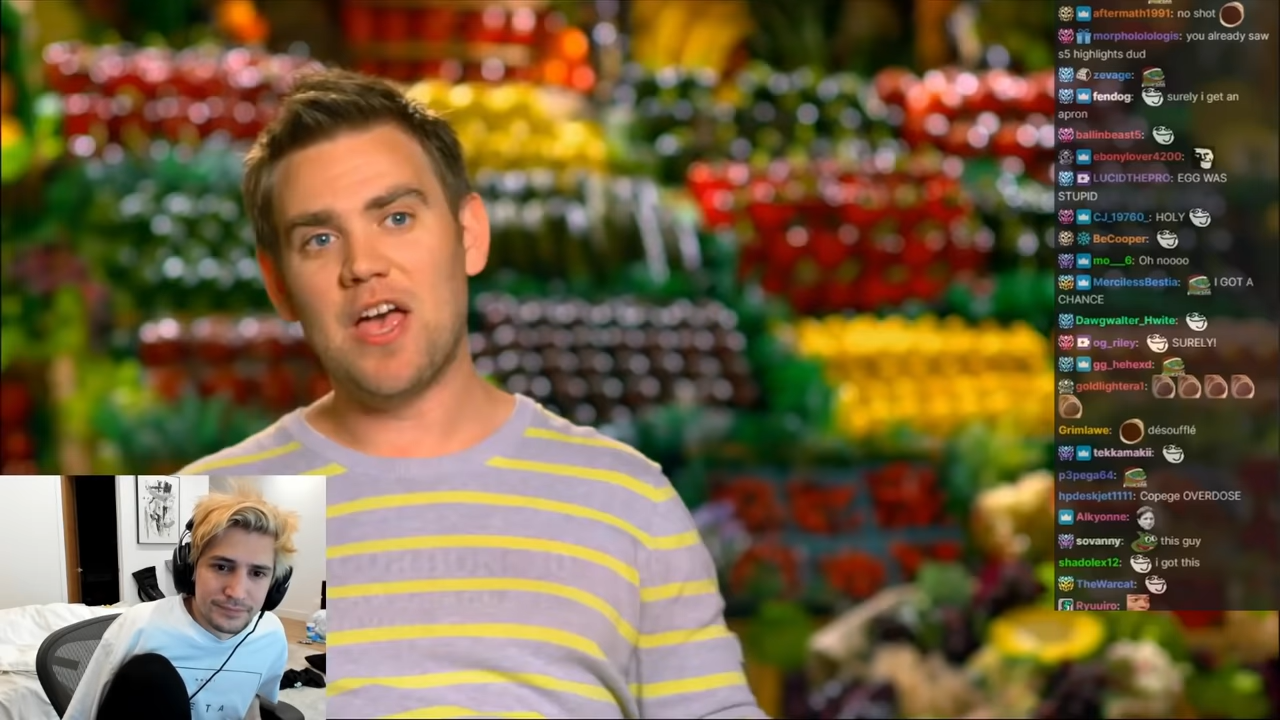 aftermath1991: no shot
morphololologis: you already saw
s5 highlights dud
zevage:
fendog: surely i get an
apron
ballinbeast5:
ebonylover4200:
LUCIDTHEPRO: EGG WAS
STUPID
CJ_19760_: HOLY
BeCooper:
mo__6: Oh noooo
MercilessBestia: I GOT A
CHANCE
Dawgwalter_Hwite:
og_riley: SURELY!
gg_hehexd:
goldlightera1:
Grimlawe: désoufflé
tekkamakii:
p3pega64:
hpdeskjet1111: Copege OVERDOSE
Alkyonne:
sovanny: this guy
shadolex12: i got this
TheWarcat:
Ryuuiro:
E T A